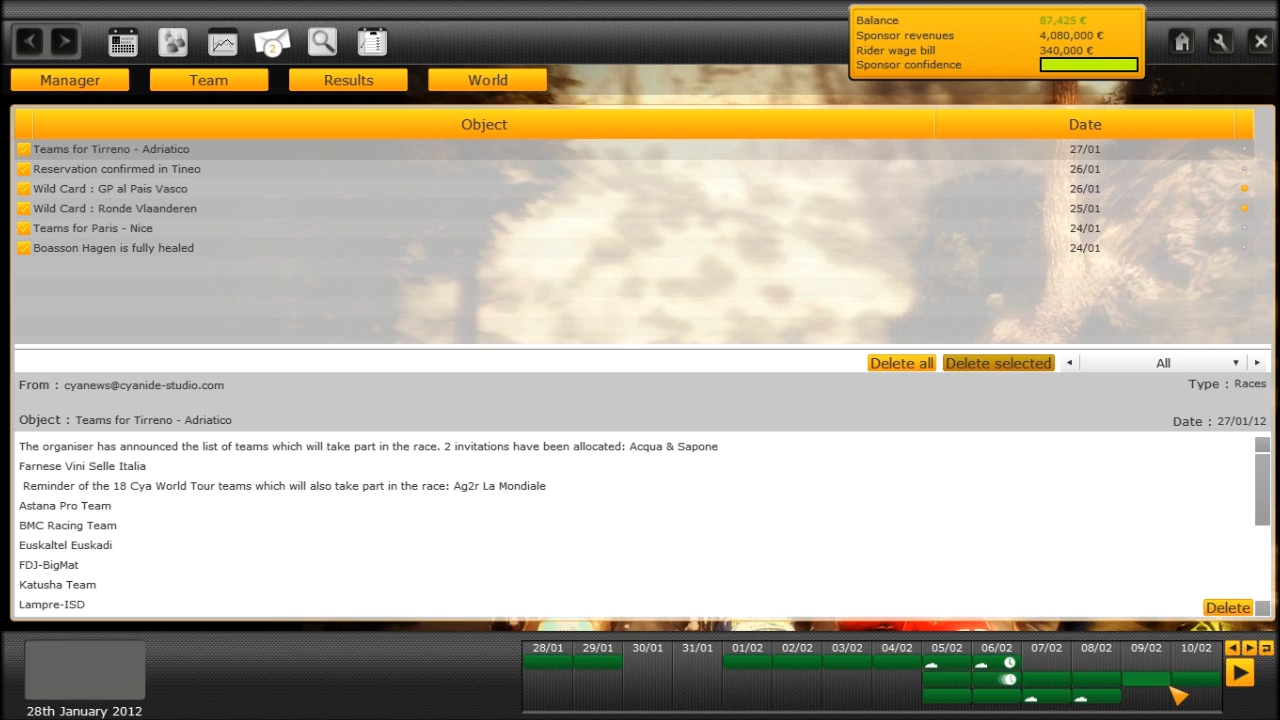 Balance 87,425 €
Sponsor revenues 4,080,000 €
Rider wage bill 340,000 €
Sponsor confidence
2
Manager Team Results World
Object Date
Teams for Tirreno - Adriatico 27/01
Reservation confirmed in Tineo 26/01
Wild Card : GP al Pais Vasco 26/01
Wild Card : Ronde Vlaanderen 25/01
Teams for Paris - Nice 24/01
Boasson Hagen is fully healed 24/01
Delete all Delete selected All
From : cyanews@cyanide-studio.com Type : Races
Object : Teams for Tirreno - Adriatico Date : 27/01/12
The organiser has announced the list of teams which will take part in the race. 2 invitations have been allocated: Acqua & Sapone
Farnese Vini Selle Italia
Reminder of the 18 Cya World Tour teams which will also take part in the race: Ag2r La Mondiale
Astana Pro Team
BMC Racing Team
Euskaltel Euskadi
FDJ-BigMat
Katusha Team
Lampre-ISD
Delete
28/01 29/01 30/01 31/01 01/02 02/02 03/02 04/02 05/02 06/02 07/02 08/02 09/02 10/02
28th January 2012